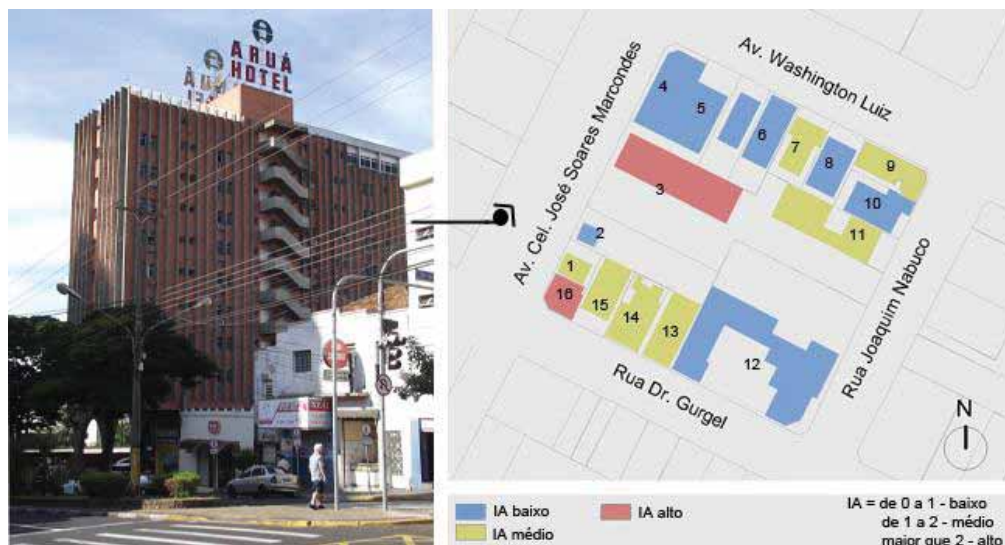 ARUÁ
HOTEL
Av. Washington Luiz
Av. Cel. José Soares Marcondes
Rua Joaquim Nabuco
Rua Dr. Gurgel
4
5
6
7
8
9
10
11
3
2
1
16
15
14
13
12
N
IA baixo
IA alto
IA médio
IA = de 0 a 1 - baixo
de 1 a 2 - médio
maior que 2 - alto